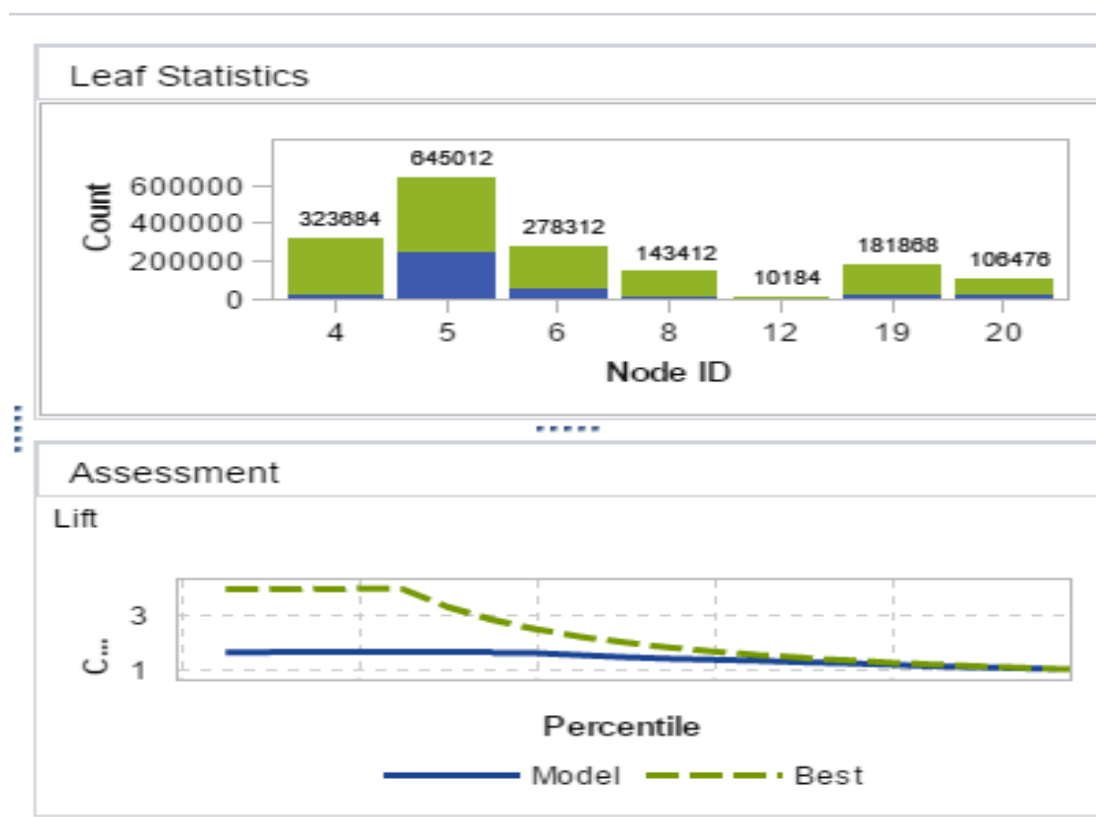 Leaf Statistics
645012
600000
323684
278312
400000
143412
181868
106476
200000
10184
0
Count
4 5 6 8 12 19 20
Node ID
Assessment
Lift
3
C...
1
Percentile
Model Best